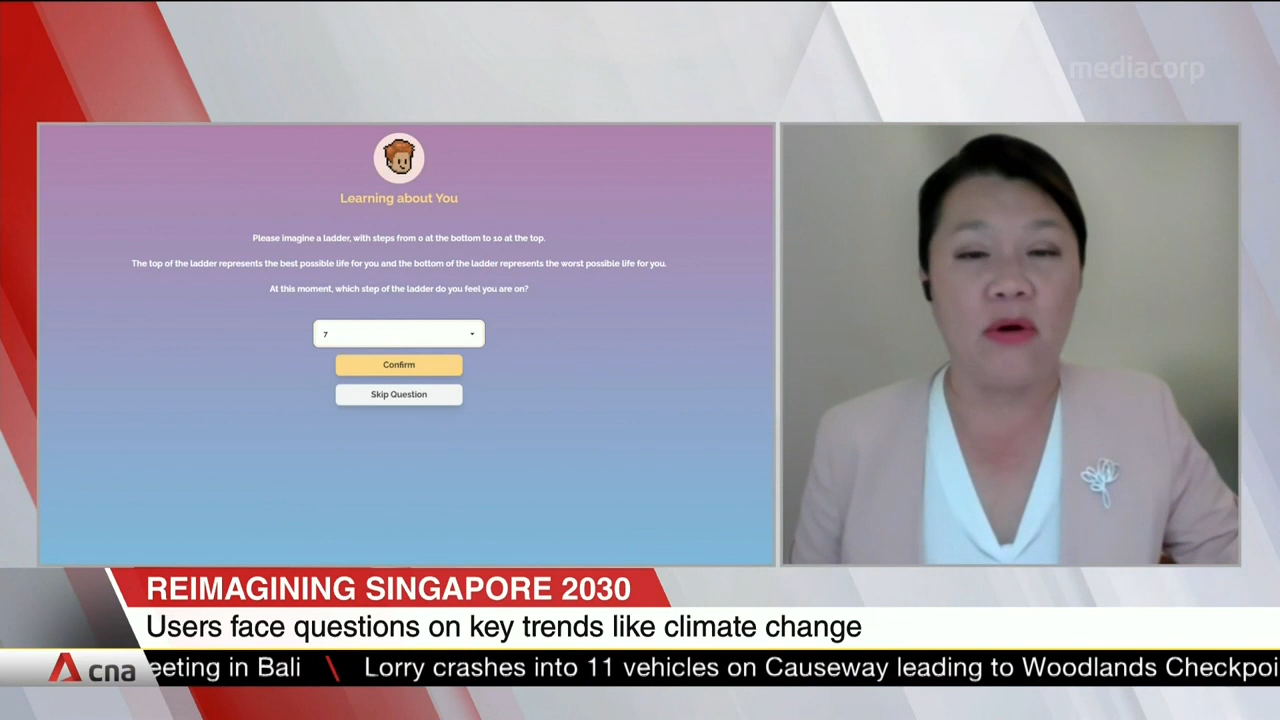 mediacorp
Learning about You
Please imagine a ladder, with steps from 0 at the bottom to 10 at the top.
The top of the ladder represents the best possible life for you and the bottom of the ladder represents the worst possible life for you.
At this moment, which step of the ladder do you feel you are on?
7
Confirm
Skip Question
REIMAGINING SINGAPORE 2030
Users face questions on key trends like climate change
cna eeting in Bali \ Lorry crashes into 11 vehicles on Causeway leading to Woodlands Checkpoi